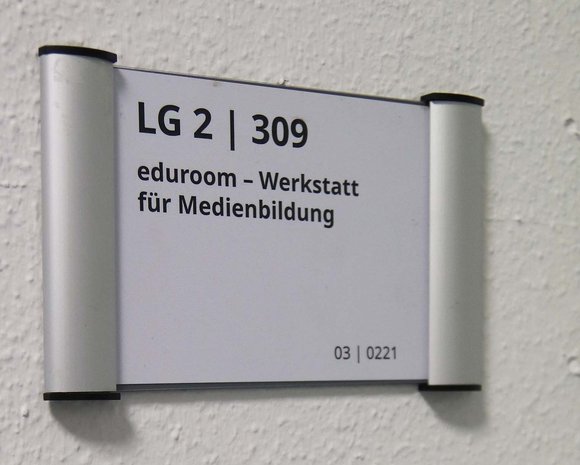 LG 2 | 309
eduroom – Werkstatt
für Medienbildung
03 | 0221